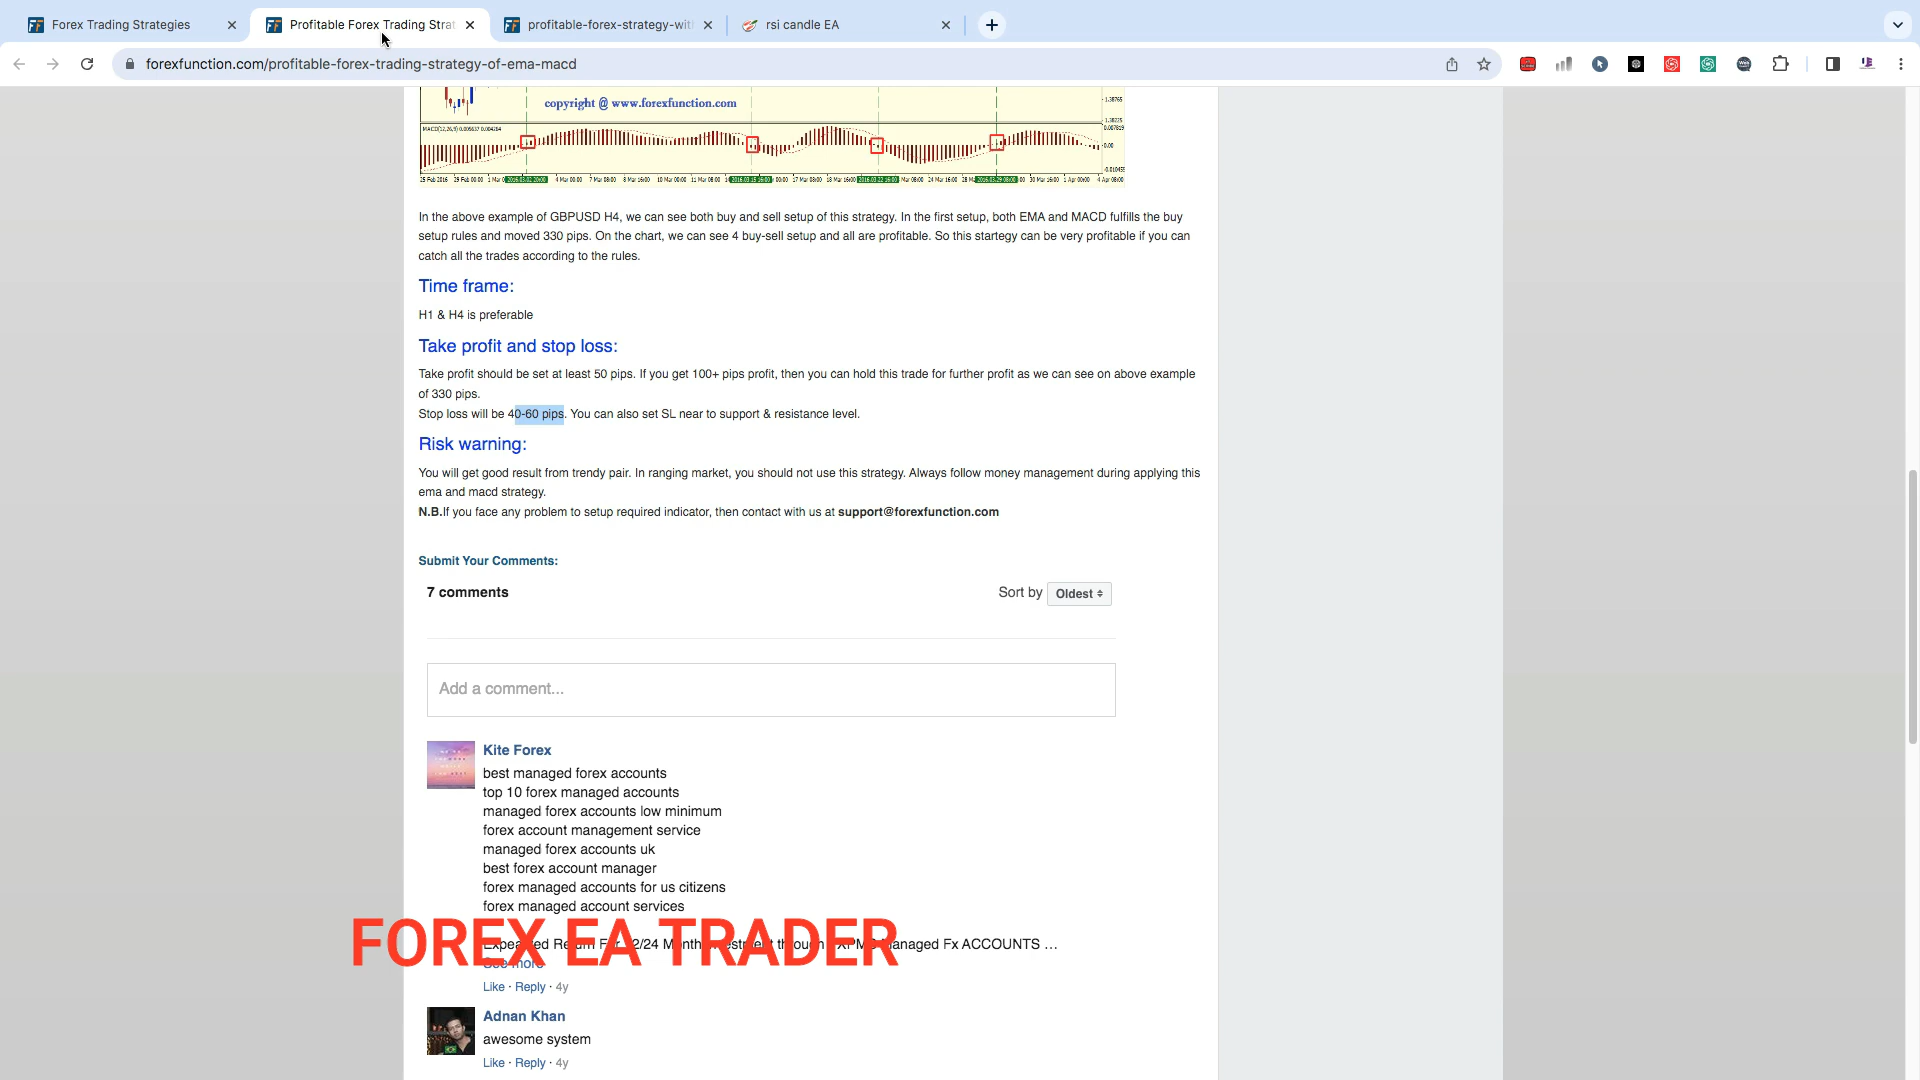 Forex Trading Strategies
Profitable Forex Trading Strat
profitable-forex-strategy-wit
rsi candle EA
forexfunction.com/profitable-forex-trading-strategy-of-ema-macd
copyright @ www.forexfunction.com
1.38765
1.38225
0.007819
0.00
-0.010455
In the above example of GBPUSD H4, we can see both buy and sell setup of this strategy. In the first setup, both EMA and MACD fulfills the buy
setup rules and moved 330 pips. On the chart, we can see 4 buy-sell setup and all are profitable. So this startegy can be very profitable if you can
catch all the trades according to the rules.
Time frame:
H1 & H4 is preferable
Take profit and stop loss:
Take profit should be set at least 50 pips. If you get 100+ pips profit, then you can hold this trade for further profit as we can see on above example
of 330 pips.
Stop loss will be 40-60 pips. You can also set SL near to support & resistance level.
Risk warning:
You will get good result from trendy pair. In ranging market, you should not use this strategy. Always follow money management during applying this
ema and macd strategy.
N.B.If you face any problem to setup required indicator, then contact with us at support@forexfunction.com
Submit Your Comments:
7 comments
Sort by Oldest
Add a comment...
Kite Forex
best managed forex accounts
top 10 forex managed accounts
managed forex accounts low minimum
forex account management service
managed forex accounts uk
best forex account manager
forex managed accounts for us citizens
forex managed account services
FOREX EA TRADER
Managed Fx ACCOUNTS ...
See more
Like · Reply · 4y
Adnan Khan
awesome system
Like · Reply · 4y